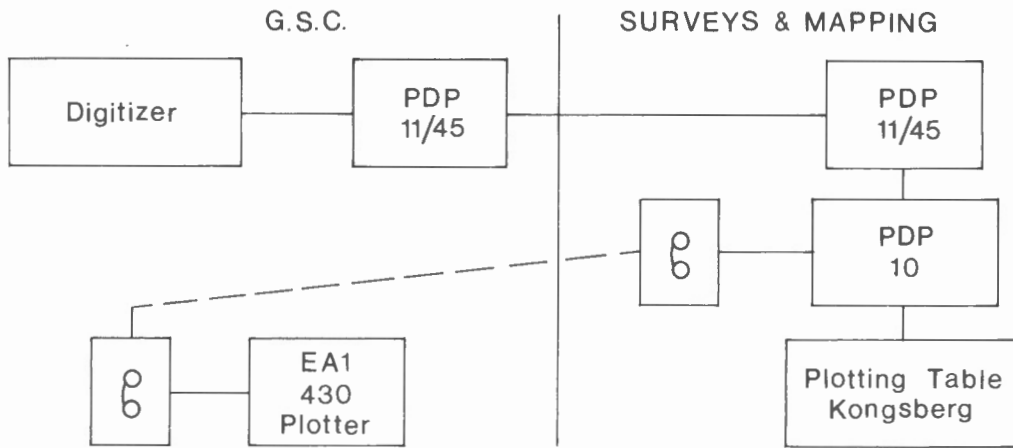 G.S.C.
SURVEYS & MAPPING
Digitizer
PDP
11/45
PDP
11/45
PDP
10
EA1
430
Plotter
Plotting Table
Kongsberg